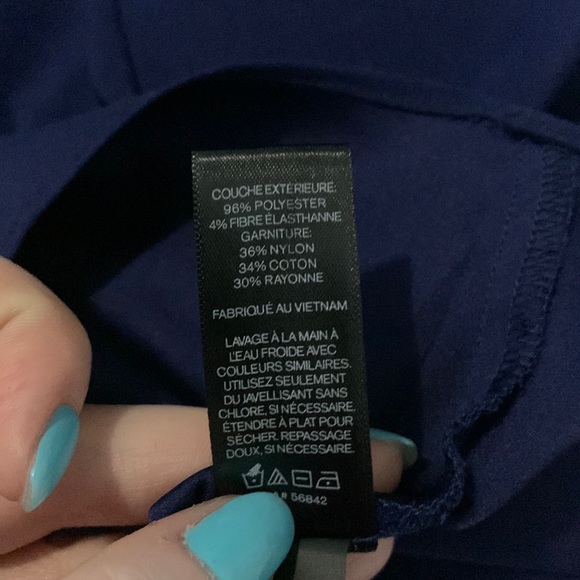 COUCHE EXTÉRIEURE:
96% POLYESTER
4% FIBRE ÉLASTHANNE
GARNITURE:
36% NYLON
34% COTON
30% RAYONNE
FABRIQUÉ AU VIETNAM
LAVAGE À LA MAIN À
L'EAU FROIDE AVEC
COULEURS SIMILAIRES.
UTILISEZ SEULEMENT
DU JAVELLISANT SANS
CHLORE, SI NÉCESSAIRE.
ÉTENDRE À PLAT POUR
SÉCHER. REPASSAGE
DOUX, SI NÉCESSAIRE.
# 56842